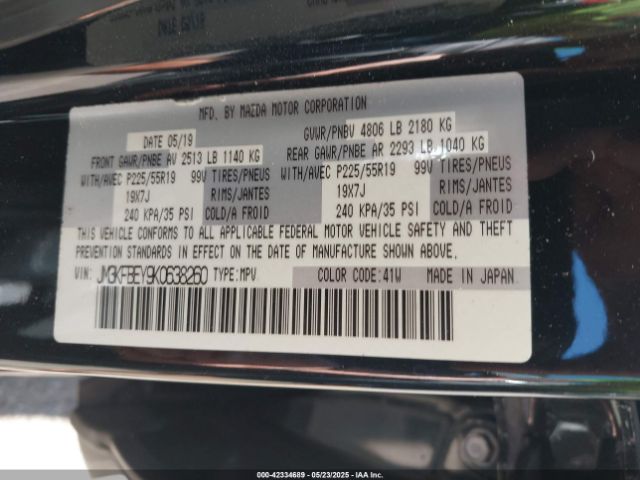 MFD. BY MAZDA MOTOR CORPORATION
DATE 05/19
GVWR/PNBV 4806 LB 2180 KG
FRONT GAWR/PNBE AV 2513 LB 1140 KG
REAR GAWR/PNBE AR 2293 LB 1040 KG
WITH/AVEC P225/55R19 99V TIRES/PNEUS
WITH/AVEC P225/55R19 99V TIRES/PNEUS
19X7J RIMS/JANTES
19X7J RIMS/JANTES
240 KPA/35 PSI COLD/A FROID
240 KPA/35 PSI COLD/A FROID
THIS VEHICLE CONFORMS TO ALL APPLICABLE FEDERAL MOTOR VEHICLE SAFETY AND THEFT
PREVENTION STANDARDS IN EFFECT ON THE DATE OF MANUFACTURE SHOWN ABOVE.
VIN: JM3KFBEY9K0638260 TYPE:MPV COLOR CODE:41W MADE IN JAPAN
000-42334689 - 05/23/2025 - IAAI.COM